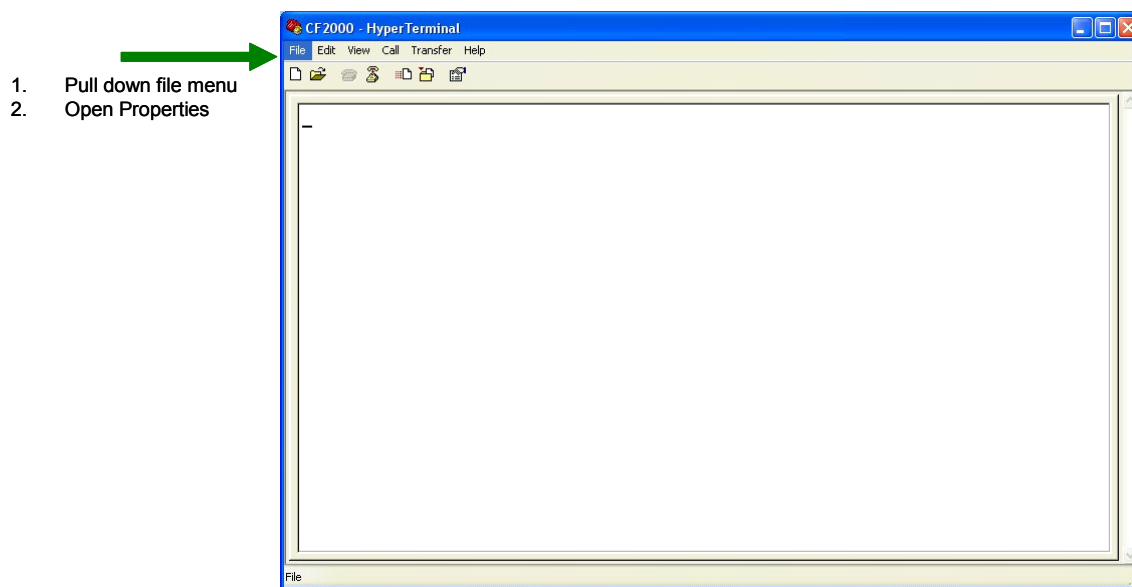 CF2000 - HyperTerminal
File Edit View Call Transfer Help
1. Pull down file menu
2. Open Properties
File